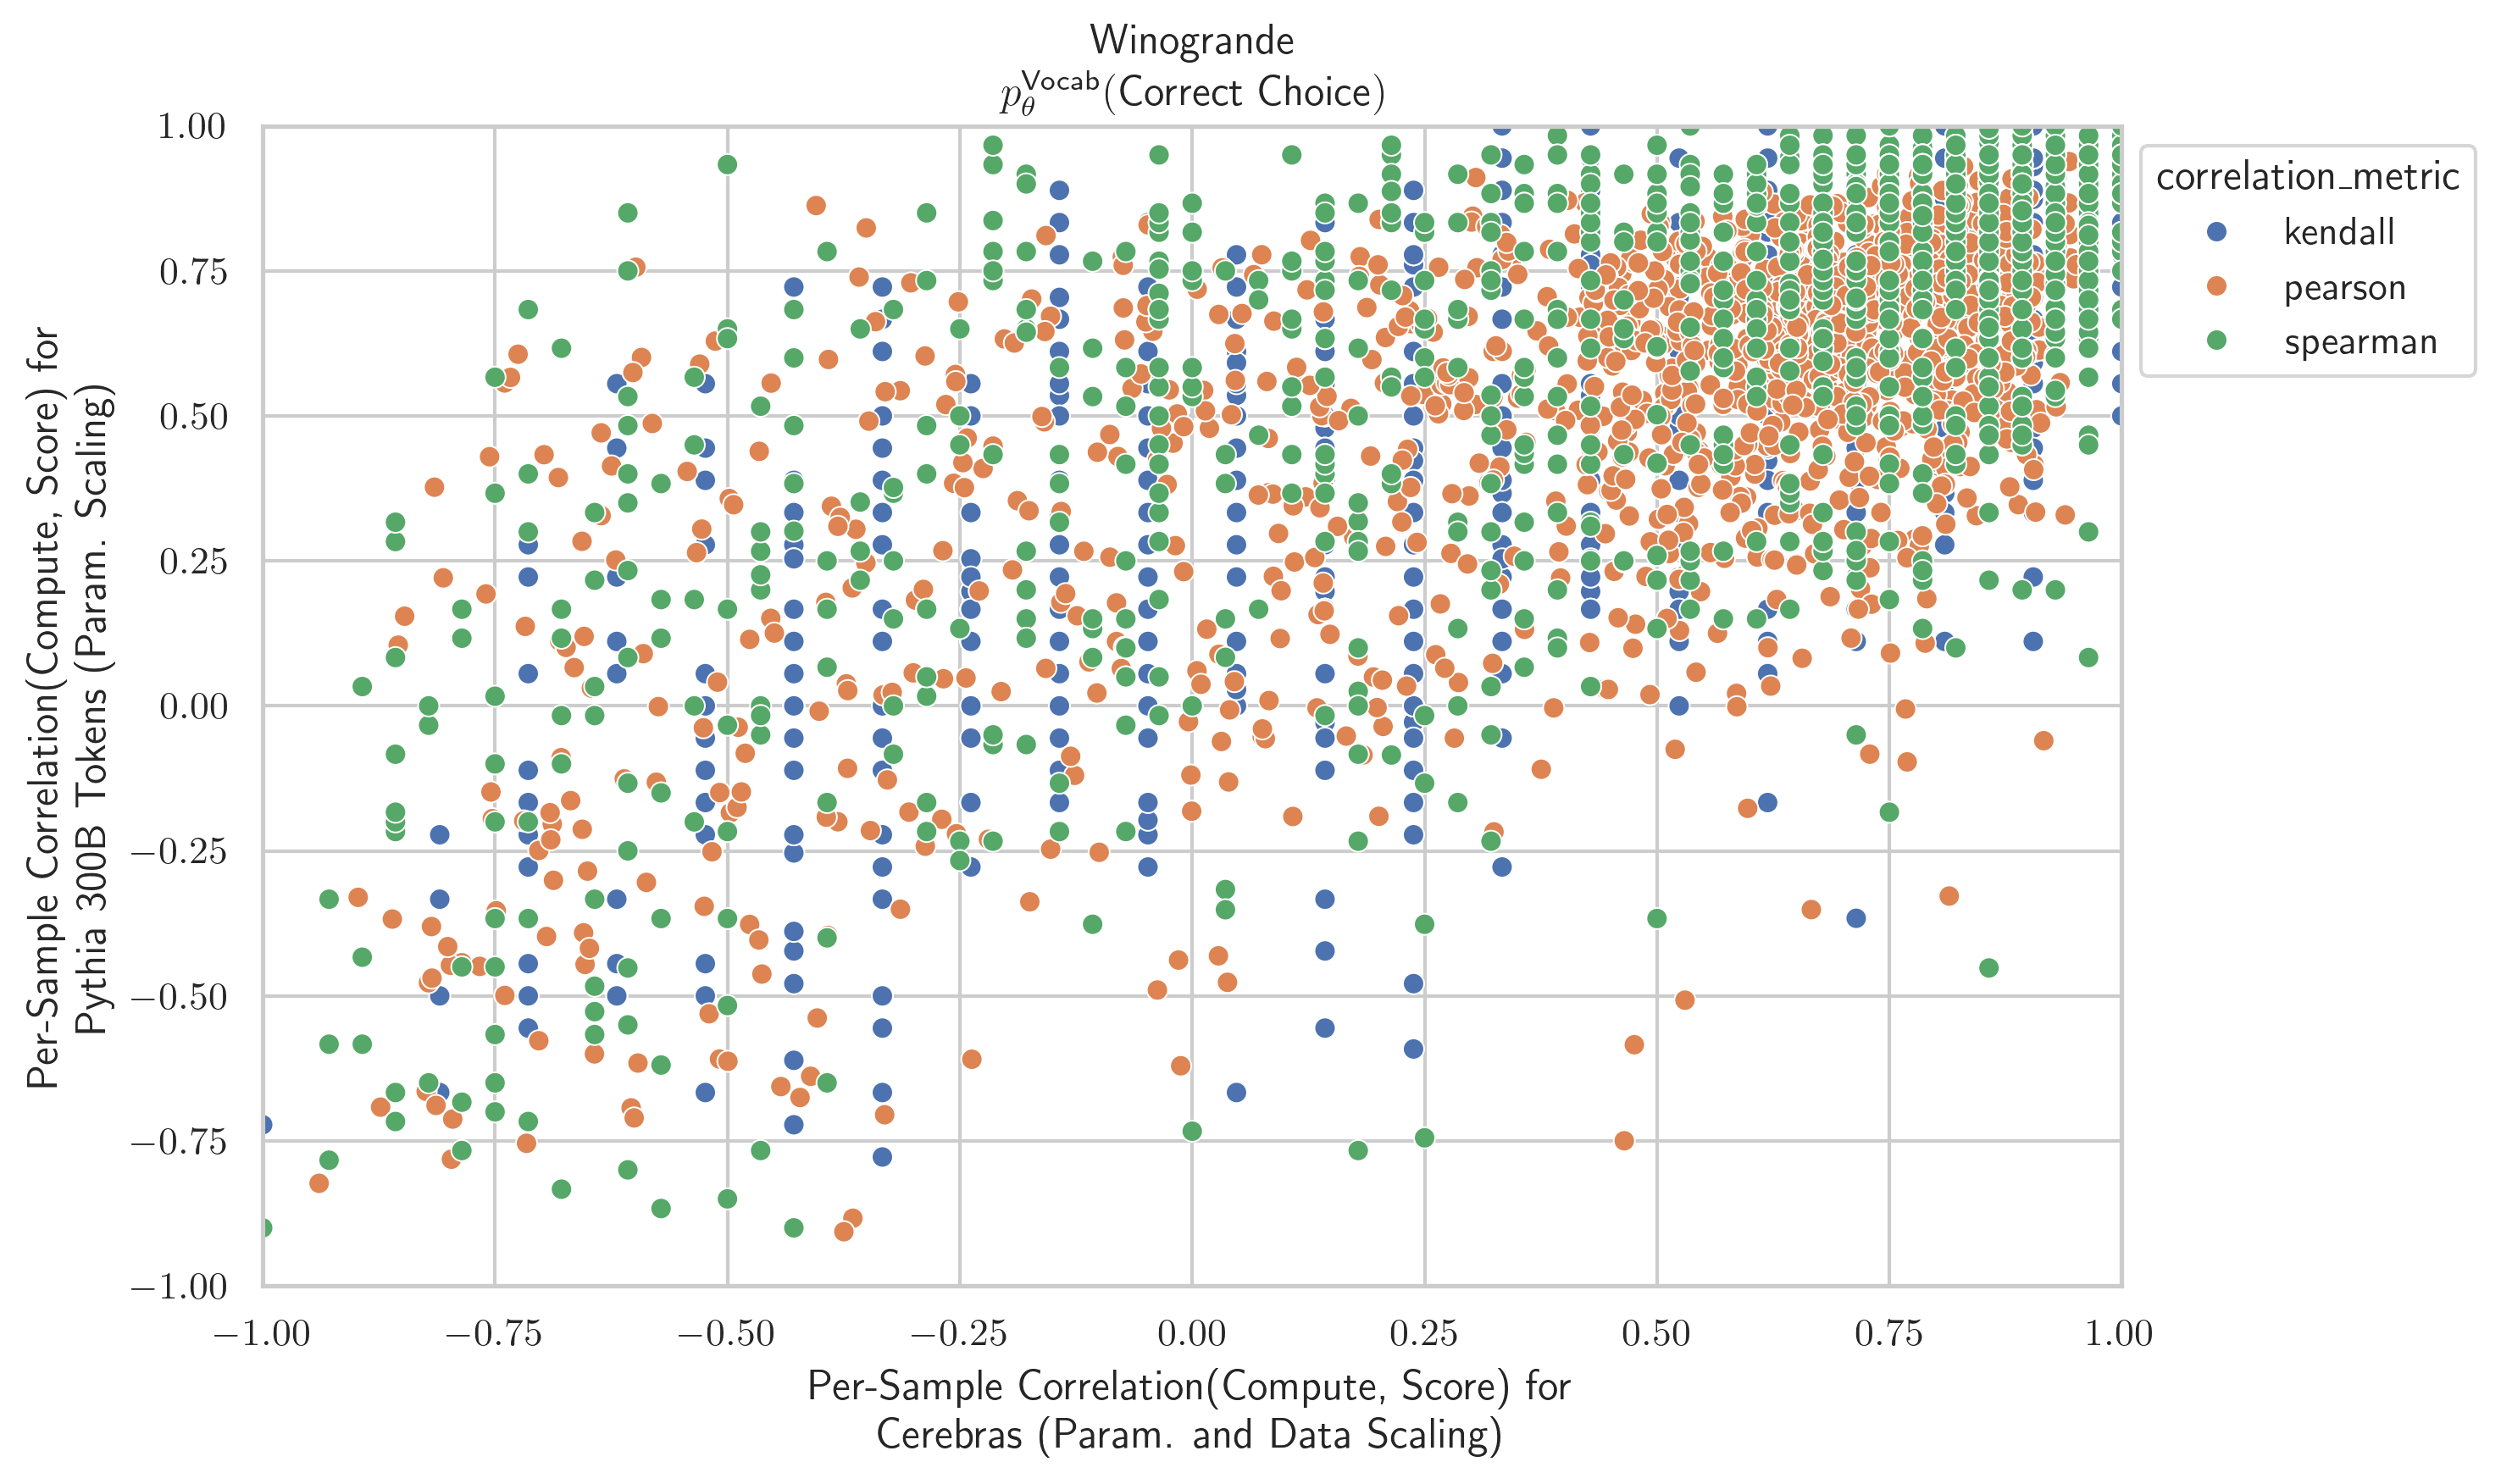 Winogrande
p_θ^Vocab(Correct Choice)
1.00
0.75
0.50
0.25
0.00
−0.25
−0.50
−0.75
−1.00
Per-Sample Correlation(Compute, Score) for
Pythia 300B Tokens (Param. Scaling)
−1.00 −0.75 −0.50 −0.25 0.00 0.25 0.50 0.75 1.00
Per-Sample Correlation(Compute, Score) for
Cerebras (Param. and Data Scaling)
correlation_metric
kendall
pearson
spearman